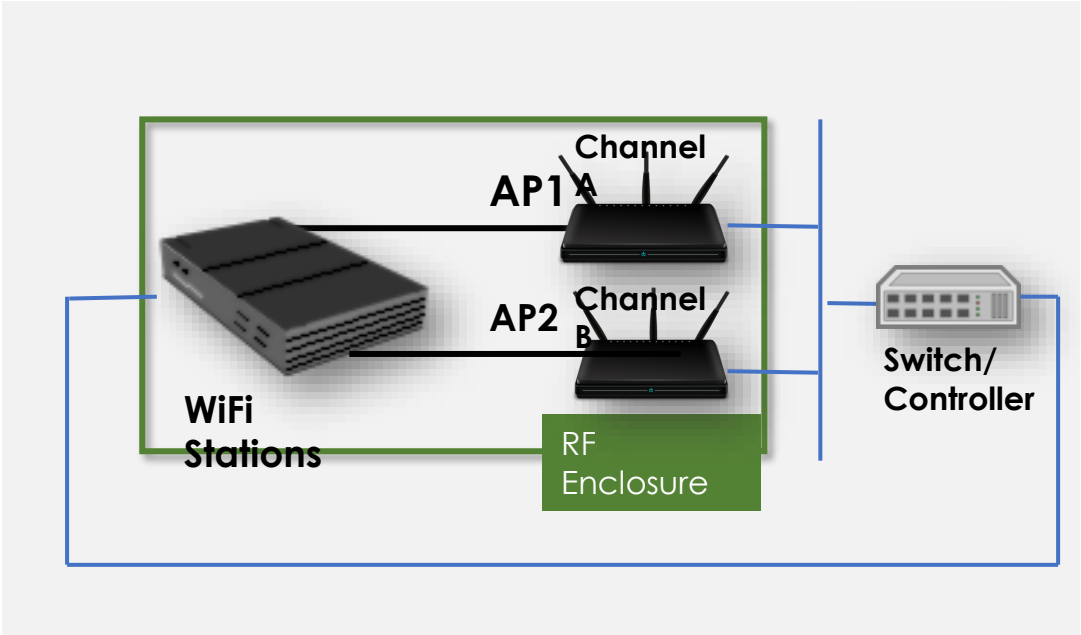 Channel
A
AP1
Channel
B
AP2
Switch/
Controller
WiFi
Stations
RF
Enclosure